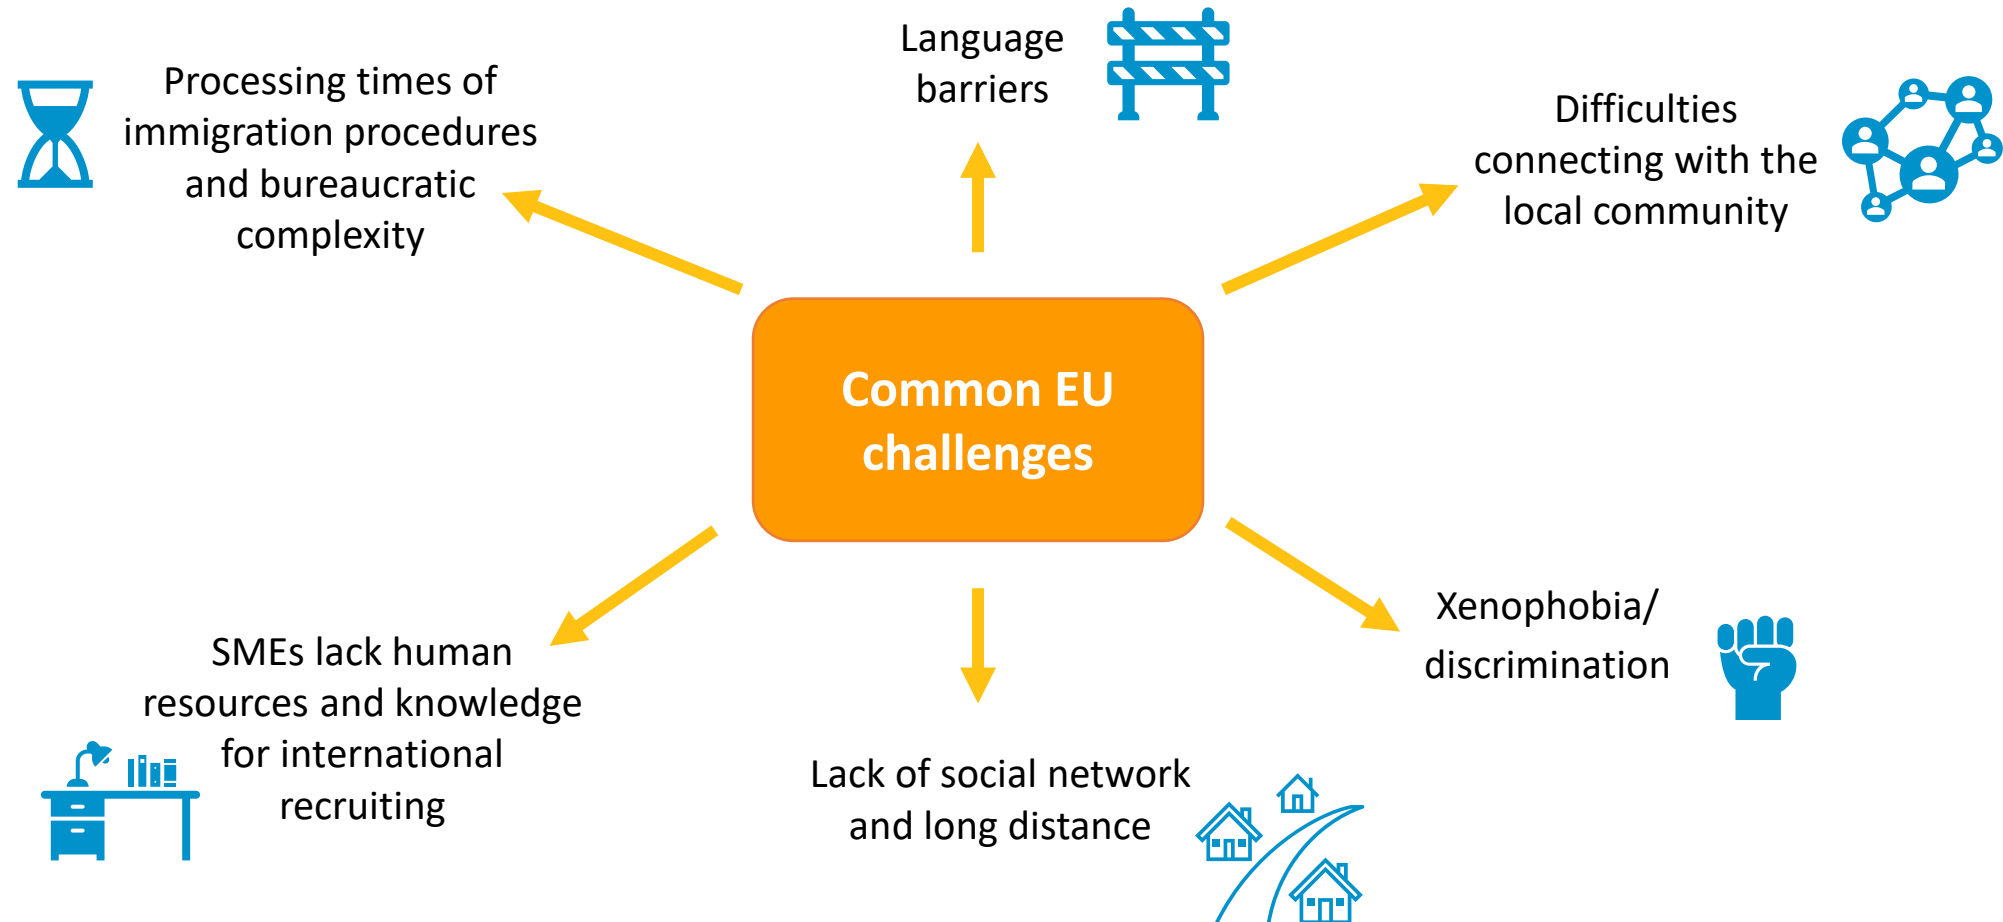 Language
barriers
Processing times of
immigration procedures
and bureaucratic
complexity
Difficulties
connecting with the
local community
Common EU
challenges
SMEs lack human
resources and knowledge
for international
recruiting
Lack of social network
and long distance
Xenophobia/
discrimination